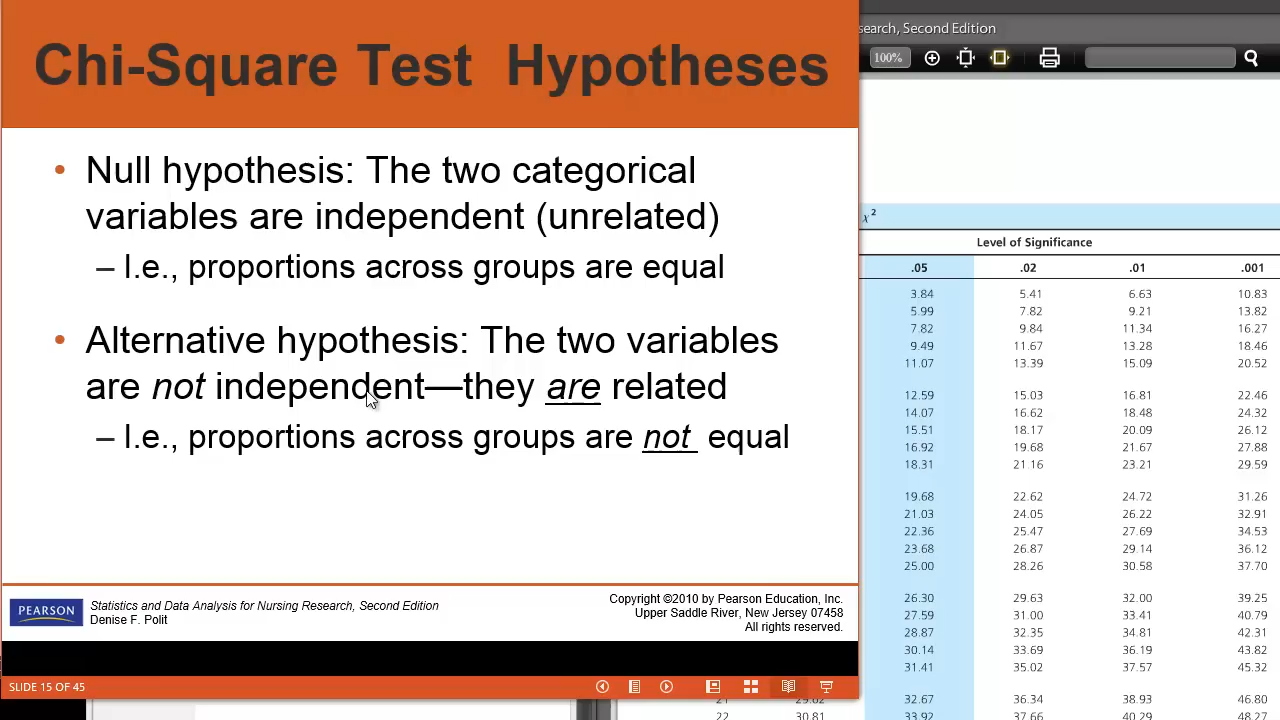 Chi-Square Test Hypotheses
• Null hypothesis: The two categorical
variables are independent (unrelated)
– I.e., proportions across groups are equal
• Alternative hypothesis: The two variables
are not independent—they are related
– I.e., proportions across groups are not equal
PEARSON
Statistics and Data Analysis for Nursing Research, Second Edition
Denise F. Polit
Copyright ©2010 by Pearson Education, Inc.
Upper Saddle River, New Jersey 07458
All rights reserved.
SLIDE 15 OF 45
search, Second Edition
100%
x²
Level of Significance
.05 .02 .01 .001
3.84 5.41 6.63 10.83
5.99 7.82 9.21 13.82
7.82 9.84 11.34 16.27
9.49 11.67 13.28 18.46
11.07 13.39 15.09 20.52
12.59 15.03 16.81 22.46
14.07 16.62 18.48 24.32
15.51 18.17 20.09 26.12
16.92 19.68 21.67 27.88
18.31 21.16 23.21 29.59
19.68 22.62 24.72 31.26
21.03 24.05 26.22 32.91
22.36 25.47 27.69 34.53
23.68 26.87 29.14 36.12
25.00 28.26 30.58 37.70
26.30 29.63 32.00 39.25
27.59 31.00 33.41 40.79
28.87 32.35 34.81 42.31
30.14 33.69 36.19 43.82
31.41 35.02 37.57 45.32
32.67 36.34 38.93 46.80
22 30.81 33.92 37.66 40.29 48.27